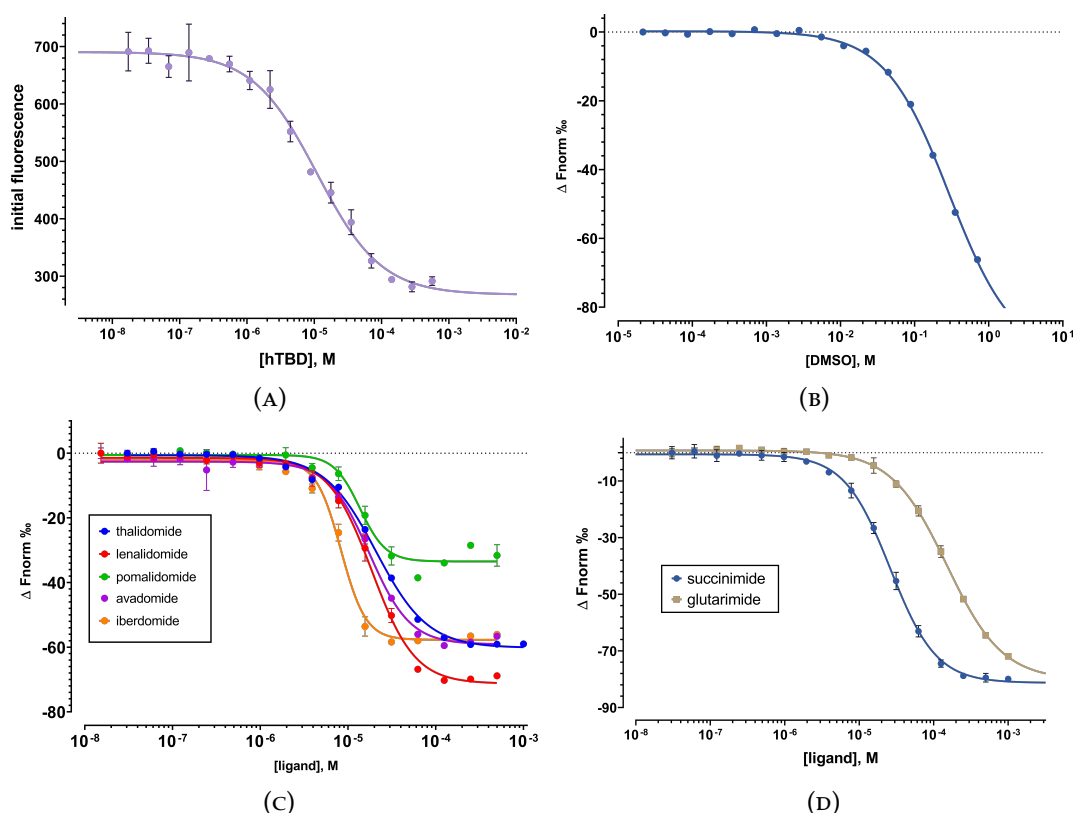 700
600
500
400
300
initial fluorescence
10-8 10-7 10-6 10-5 10-4 10-3 10-2
[hTBD], M
(A)
0
-20
-40
-60
-80
Δ Fnorm ‰
10-5 10-4 10-3 10-2 10-1 100 101
[DMSO], M
(B)
0
-20
-40
-60
-80
Δ Fnorm ‰
thalidomide
lenalidomide
pomalidomide
avadomide
iberdomide
10-8 10-7 10-6 10-5 10-4 10-3
[ligand], M
(C)
-10
-30
-50
-70
-90
Δ Fnorm ‰
succinimide
glutarimide
10-8 10-7 10-6 10-5 10-4 10-3
[ligand], M
(D)